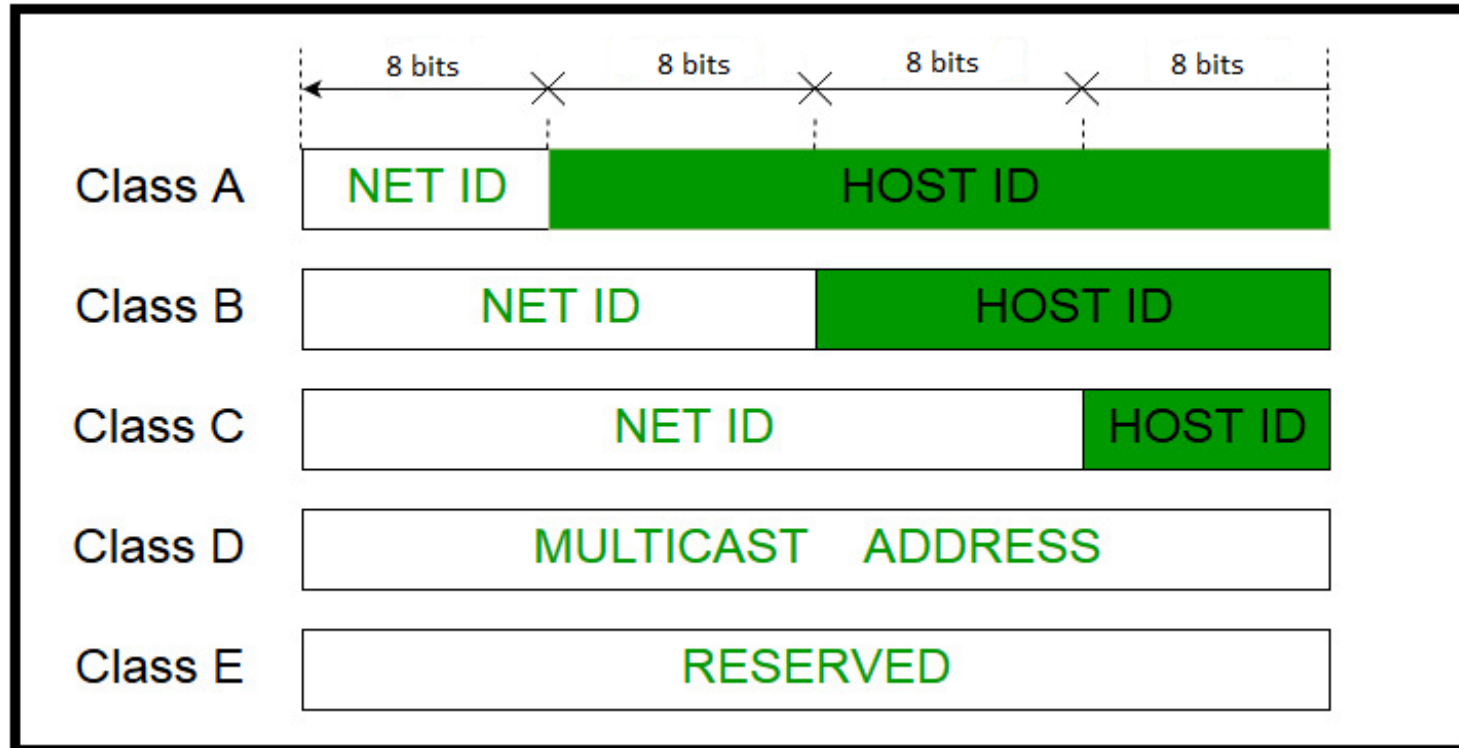 8 bits 8 bits 8 bits 8 bits
Class A NET ID HOST ID
Class B NET ID HOST ID
Class C NET ID HOST ID
Class D MULTICAST ADDRESS
Class E RESERVED